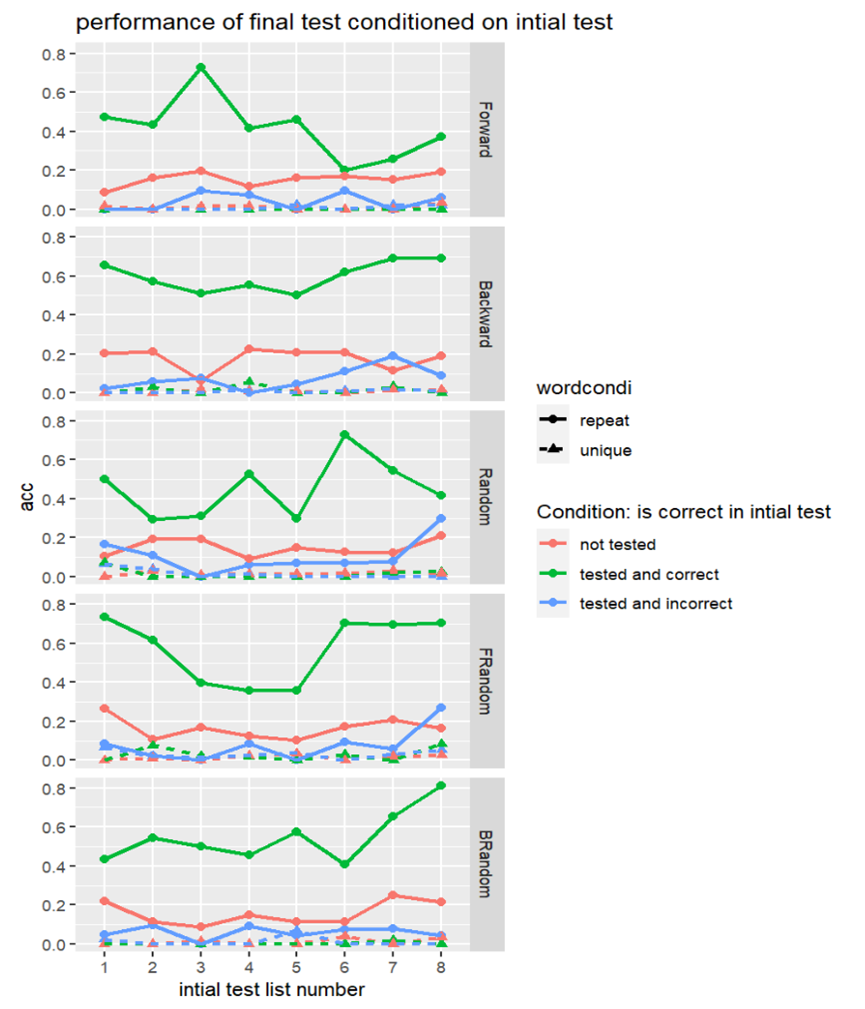 performance of final test conditioned on intial test
0.8
0.6
0.4
0.2
0.0
Forward
0.8
0.6
0.4
0.2
0.0
Backward
0.8
0.6
0.4
0.2
0.0
Random
0.8
0.6
0.4
0.2
0.0
FRandom
0.8
0.6
0.4
0.2
0.0
BRandom
acc
1 2 3 4 5 6 7 8
intial test list number
wordcondi
repeat
unique
Condition: is correct in intial test
not tested
tested and correct
tested and incorrect